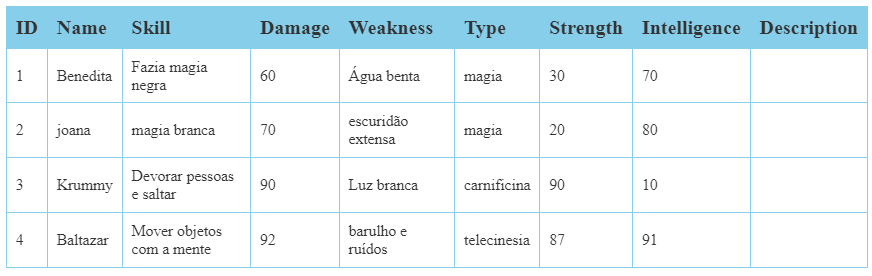 ID Name Skill Damage Weakness Type Strength Intelligence Description
1 Benedita Fazia magia negra 60 Água benta magia 30 70
2 joana magia branca 70 escuridão extensa magia 20 80
3 Krummy Devorar pessoas e saltar 90 Luz branca carnificina 90 10
4 Baltazar Mover objetos com a mente 92 barulho e ruídos telecinesia 87 91